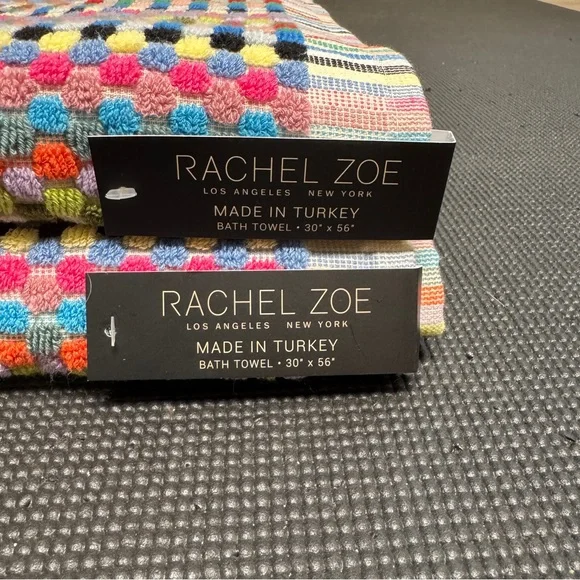 RACHEL ZOE
LOS ANGELES NEW YORK
MADE IN TURKEY
BATH TOWEL • 30" x 56"
RACHEL ZOE
LOS ANGELES NEW YORK
MADE IN TURKEY
BATH TOWEL • 30" x 56"